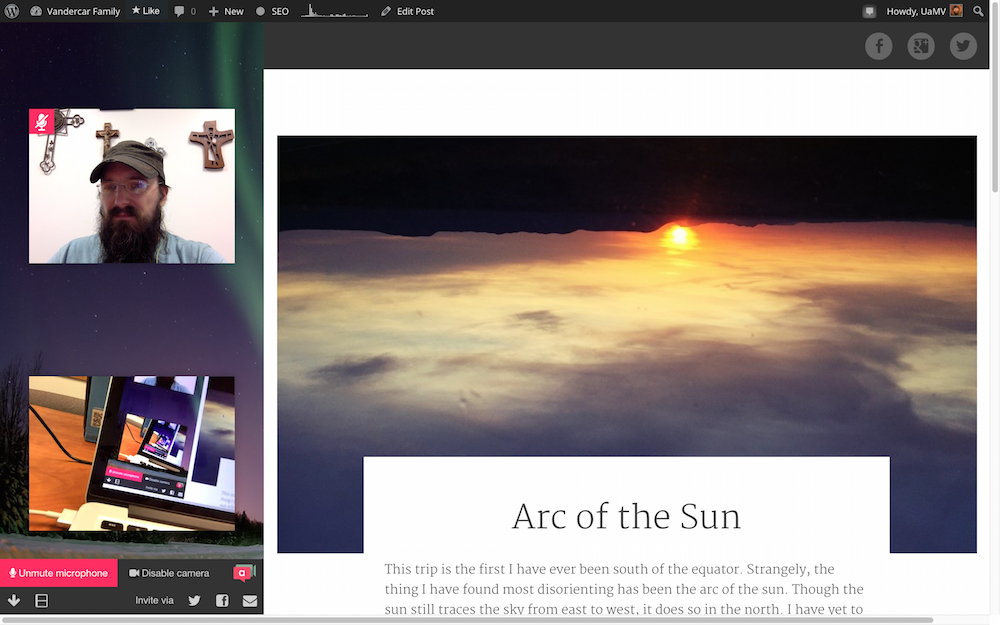 Vandercar Family Like 0 New SEO Edit Post Howdy, UaMV
Arc of the Sun
This trip is the first I have ever been south of the equator. Strangely, the
thing I have found most disorienting has been the arc of the sun. Though the
sun still traces the sky from east to west, it does so in the north. I have yet to
Unmute microphone Disable camera a
Invite via